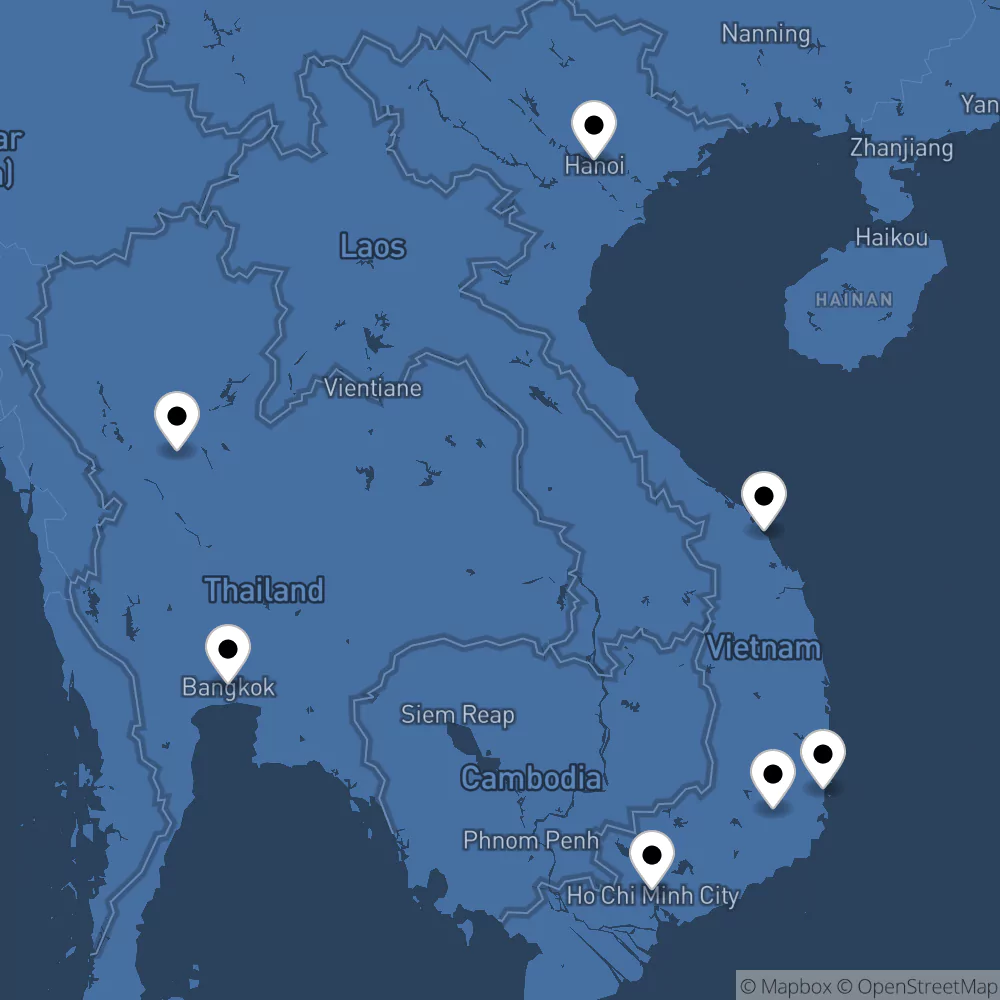 Nanning
Yan
ar
)
Zhanjiang
Hanoi
Haikou
Laos
HAINAN
Vientiane
Thailand
Vietnam
Bangkok
Siem Reap
Cambodia
Phnom Penh
Ho Chi Minh City
© Mapbox © OpenStreetMap